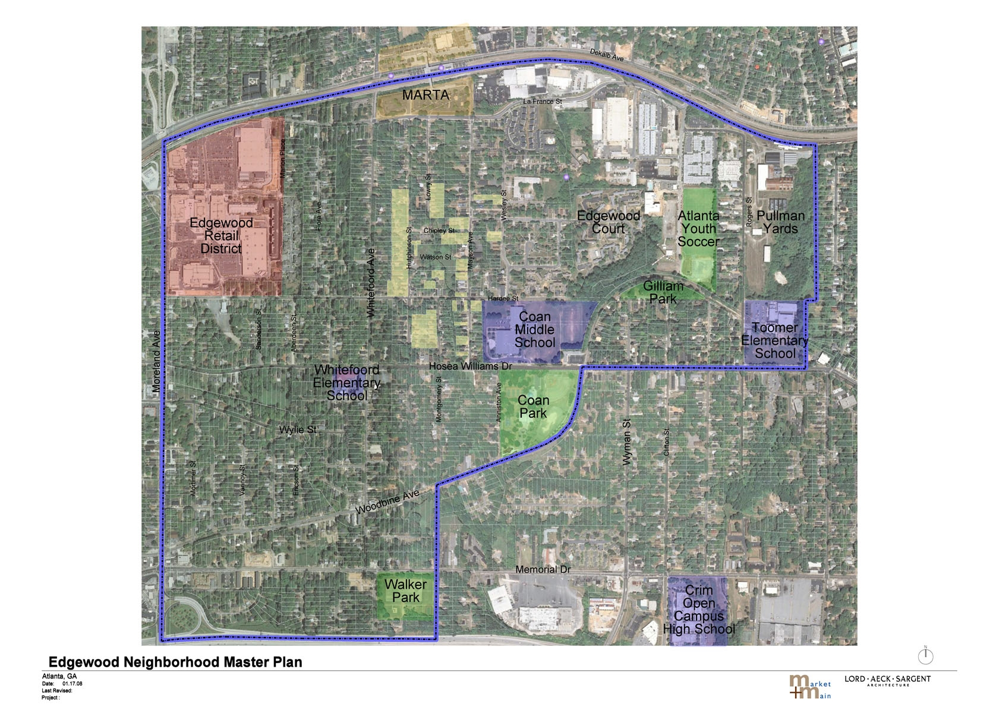 Dekalb Ave
MARTA
La France St
Marion Place
Edgewood
Retail
District
Flora Ave
Whitefoord Ave
Lowry St
Hutchinson St
Chipley St
Watson St
Mayson Ave
Wesley St
Edgewood
Court
Atlanta
Youth
Soccer
Rogers St
Pullman
Yards
Gilliam
Park
Hardee St
Coan
Middle
School
Toomer
Elementary
School
Moreland Ave
Sanderson St
Aberdeen St
Whitefoord
Elementary
School
Hosea Williams Dr
Montgomery St
Anniston Ave
Coan
Park
Wylie St
Wyman St
Clifton St
Mortimer St
Vannoy St
Ericson St
Woodbine Ave
Memorial Dr
Walker
Park
Crim
Open
Campus
High School
Edgewood Neighborhood Master Plan
Atlanta, GA
Date: 01.17.08
Last Revised:
Project :
N
market
+main
LORD · AECK · SARGENT
ARCHITECTURE